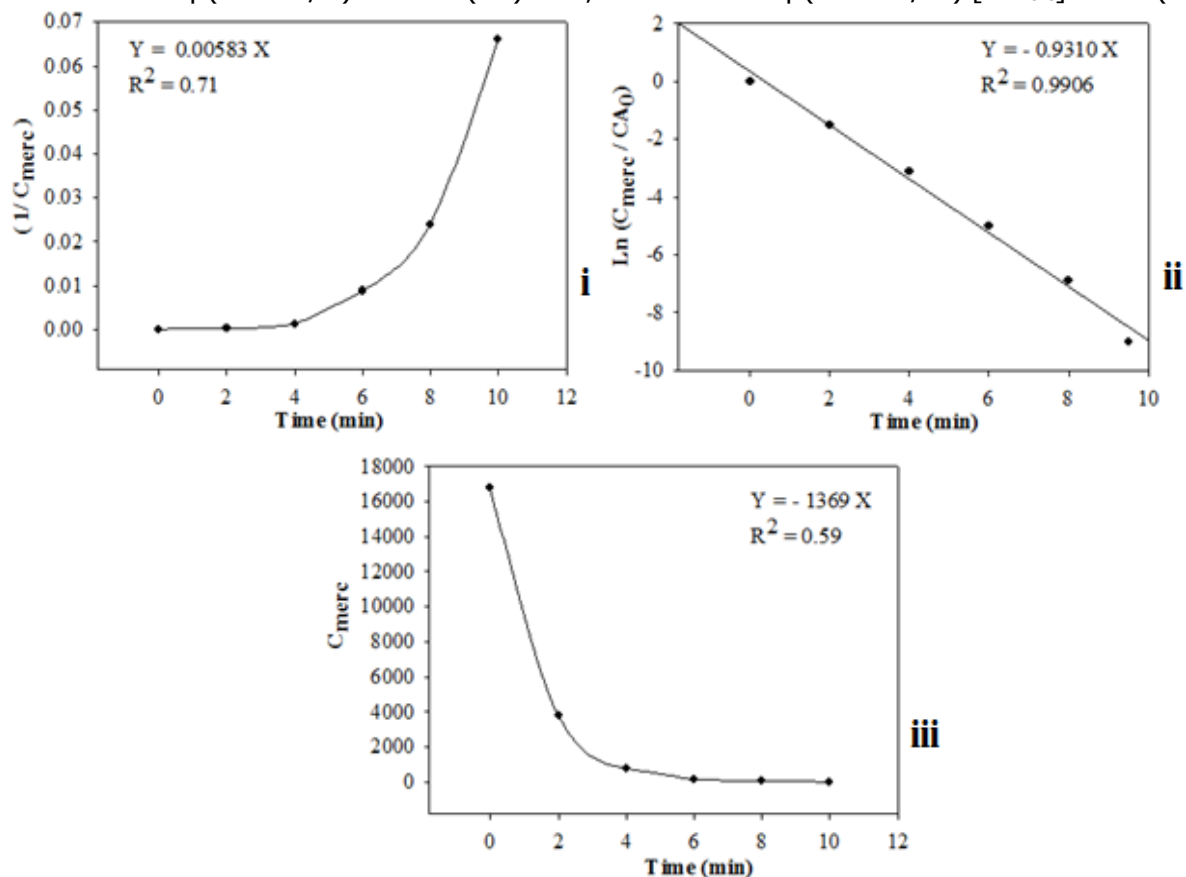 Y = 0.00583 X
R2 = 0.71
0.07
0.06
0.05
0.04
0.03
0.02
0.01
0.00
( 1/ Cmerc)
0 2 4 6 8 10 12
Time (min)
i
Y = - 0.9310 X
R2 = 0.9906
2
0
-2
-4
-6
-8
-10
Ln (Cmerc / CA0)
0 2 4 6 8 10
Time (min)
ii
Y = - 1369 X
R2 = 0.59
18000
16000
14000
12000
10000
8000
6000
4000
2000
0
Cmerc
0 2 4 6 8 10 12
Time (min)
iii